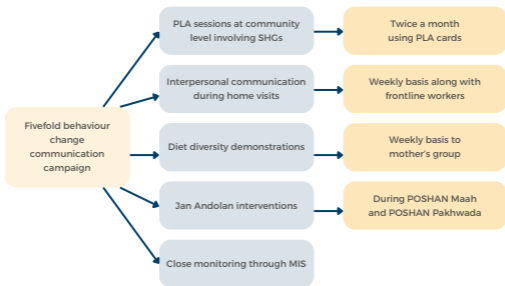 Fivefold behaviour
change
communication
campaign
PLA sessions at community
level involving SHGs
Twice a month
using PLA cards
Interpersonal communication
during home visits
Weekly basis along with
frontline workers
Diet diversity demonstrations
Weekly basis to
mother's group
Jan Andolan interventions
During POSHAN Maah
and POSHAN Pakhwada
Close monitoring through MIS